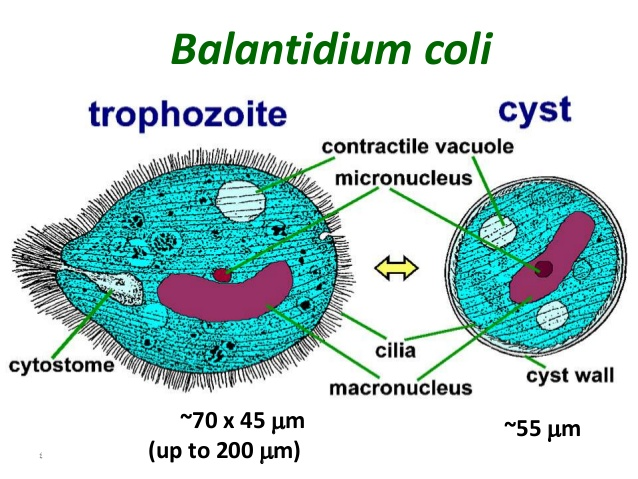 Balantidium coli
trophozoite
cyst
contractile vacuole
micronucleus
cilia
cytostome
macronucleus
cyst wall
~70 x 45 μm
(up to 200 μm)
~55 μm
1